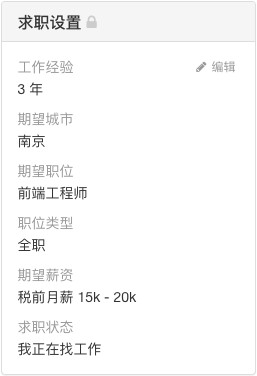 求职设置
工作经验 编辑
3 年
期望城市
南京
期望职位
前端工程师
职位类型
全职
期望薪资
税前月薪 15k - 20k
求职状态
我正在找工作